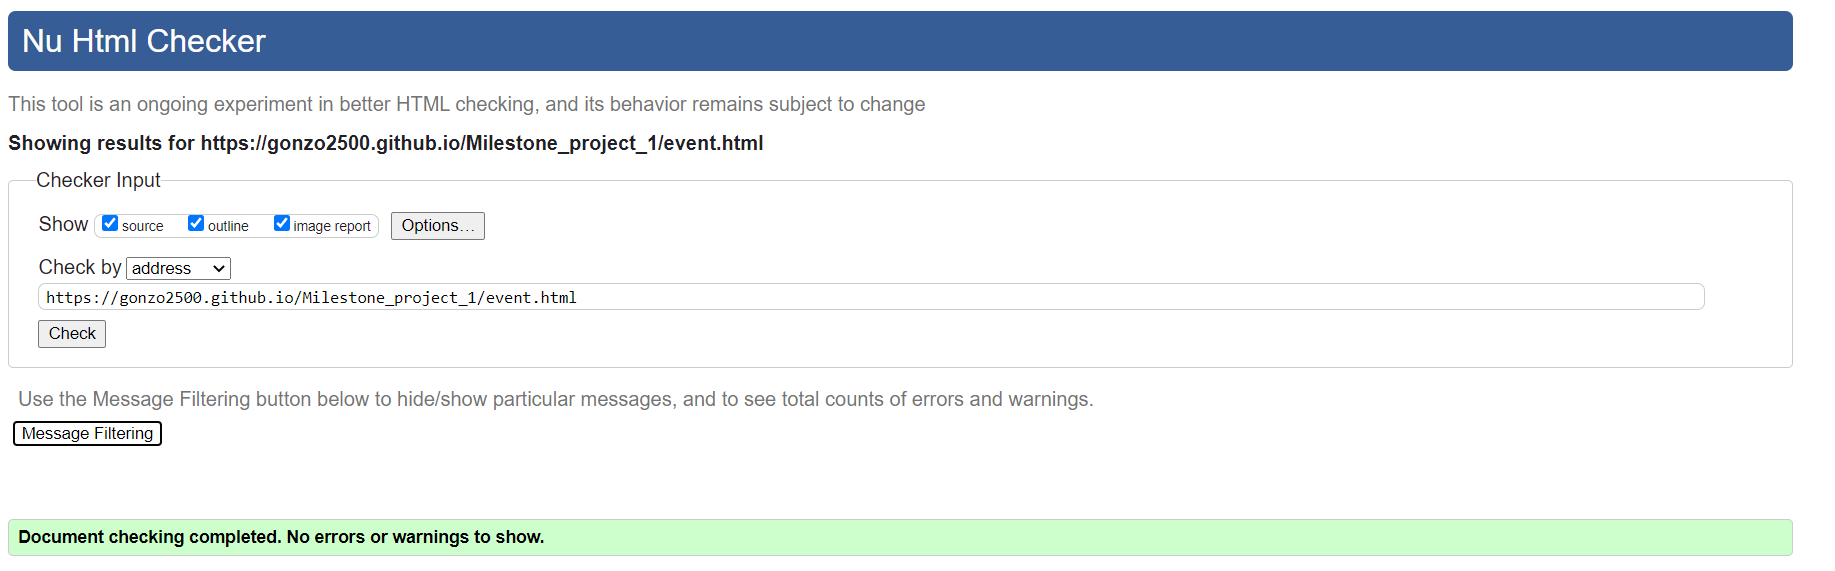 Nu Html Checker
This tool is an ongoing experiment in better HTML checking, and its behavior remains subject to change
Showing results for https://gonzo2500.github.io/Milestone_project_1/event.html
Checker Input
Show source outline image report Options...
Check by address
https://gonzo2500.github.io/Milestone_project_1/event.html
Check
Use the Message Filtering button below to hide/show particular messages, and to see total counts of errors and warnings.
Message Filtering
Document checking completed. No errors or warnings to show.